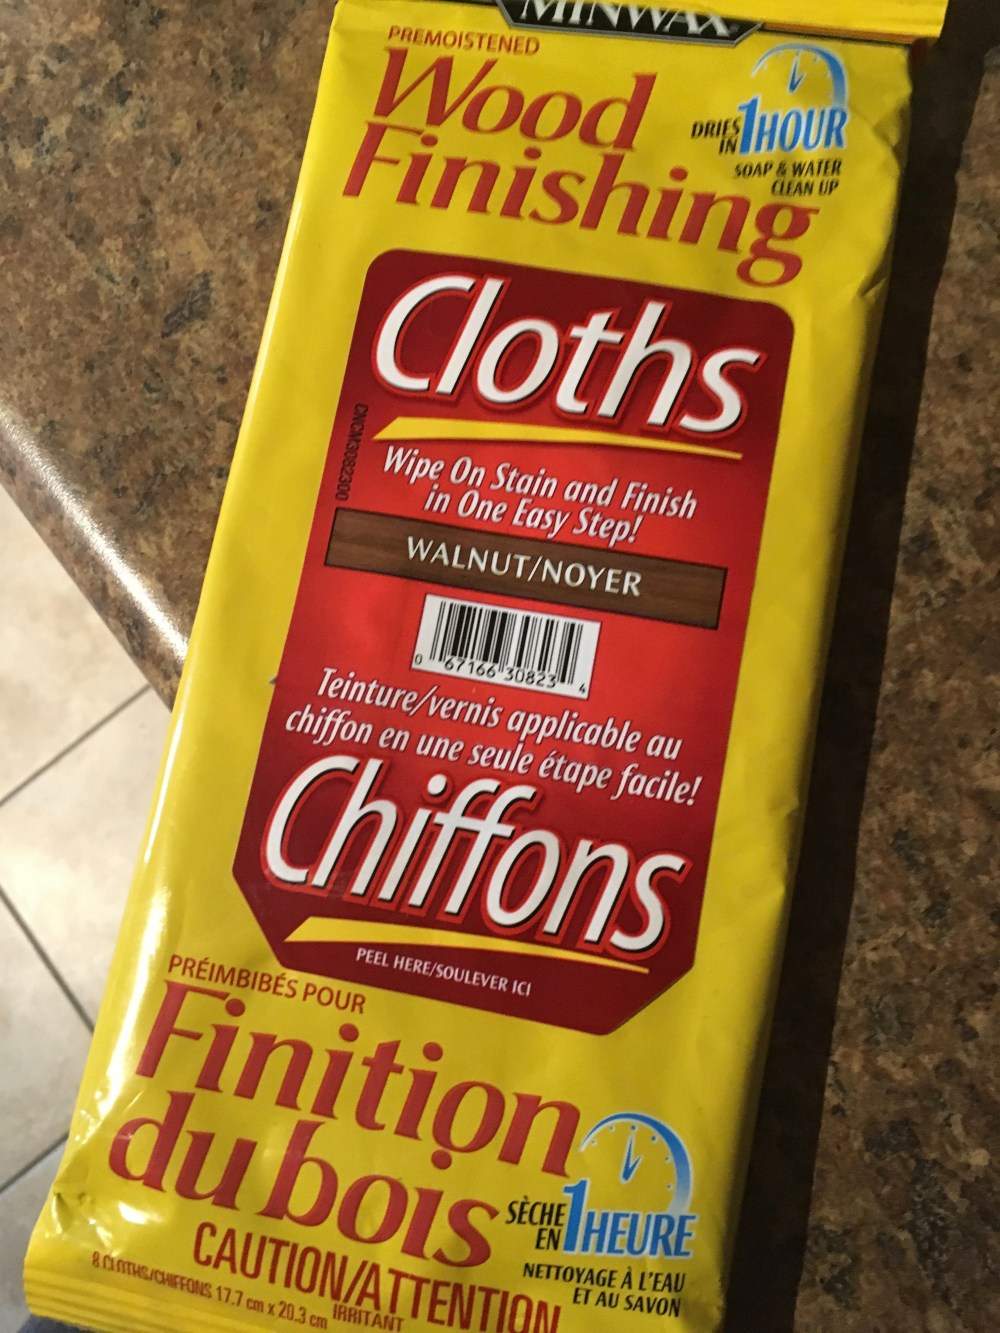 MINWAX
PREMOISTENED
Wood
Finishing
DRIES
IN 1 HOUR
SOAP & WATER
CLEAN UP
Cloths
CNCM3082300
Wipe On Stain and Finish
in One Easy Step!
WALNUT/NOYER
0 67166 30823 4
Teinture/vernis applicable au
chiffon en une seule étape facile!
Chiffons
PEEL HERE/SOULEVER ICI
PRÉIMBIBÉS POUR
Finition
du bois
SÈCHE
EN 1 HEURE
NETTOYAGE À L'EAU
ET AU SAVON
CAUTION/ATTENTION
8 CLOTHS/CHIFFONS 17.7 cm x 20.3 cm
IRRITANT